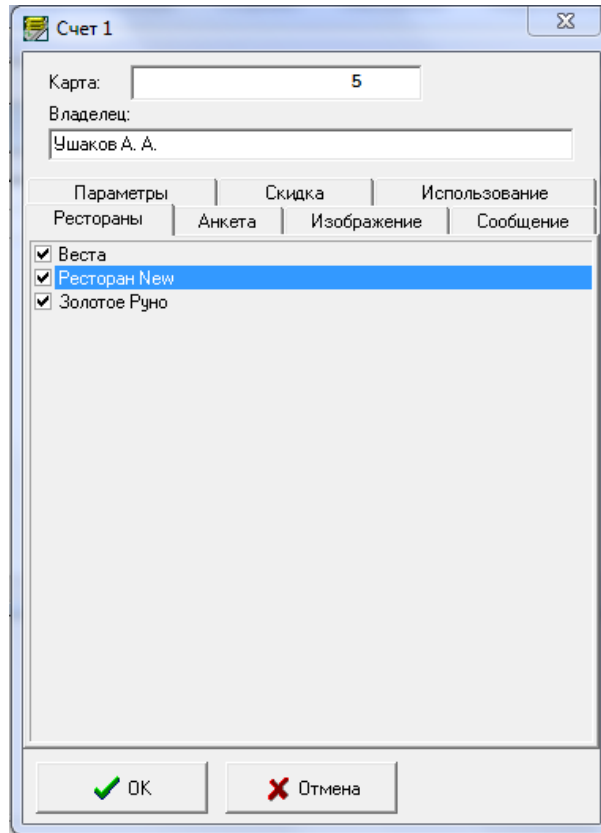 Счет 1
Карта: 5
Владелец:
Ушаков А. А.
Параметры Скидка Использование
Рестораны Анкета Изображение Сообщение
Веста
Ресторан New
Золотое Руно
OK Отмена